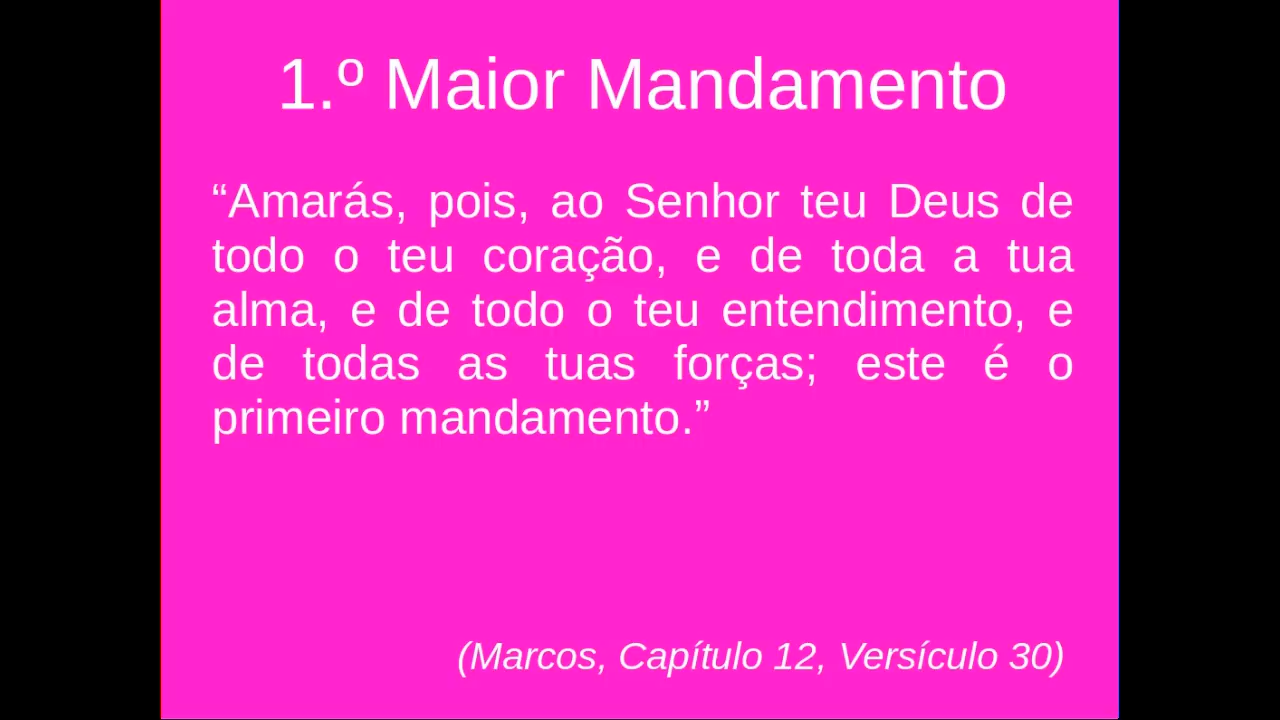 1.º Maior Mandamento
“Amarás, pois, ao Senhor teu Deus de
todo o teu coração, e de toda a tua
alma, e de todo o teu entendimento, e
de todas as tuas forças; este é o
primeiro mandamento.”
(Marcos, Capítulo 12, Versículo 30)